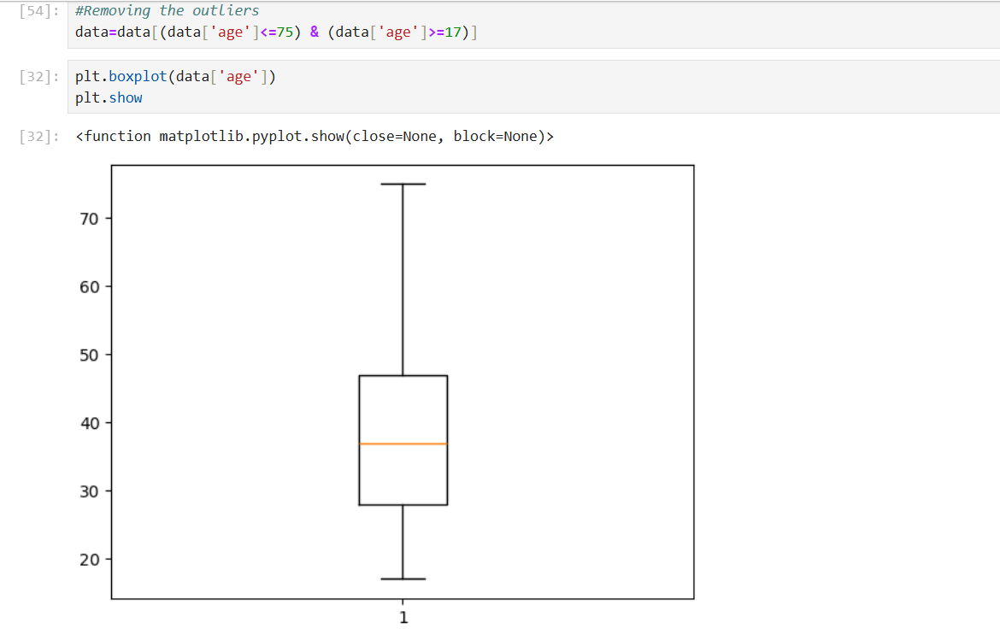 [54]: #Removing the outliers
data=data[(data['age']<=75) & (data['age']>=17)]
[32]: plt.boxplot(data['age'])
plt.show
[32]: <function matplotlib.pyplot.show(close=None, block=None)>
70
60
50
40
30
20
1